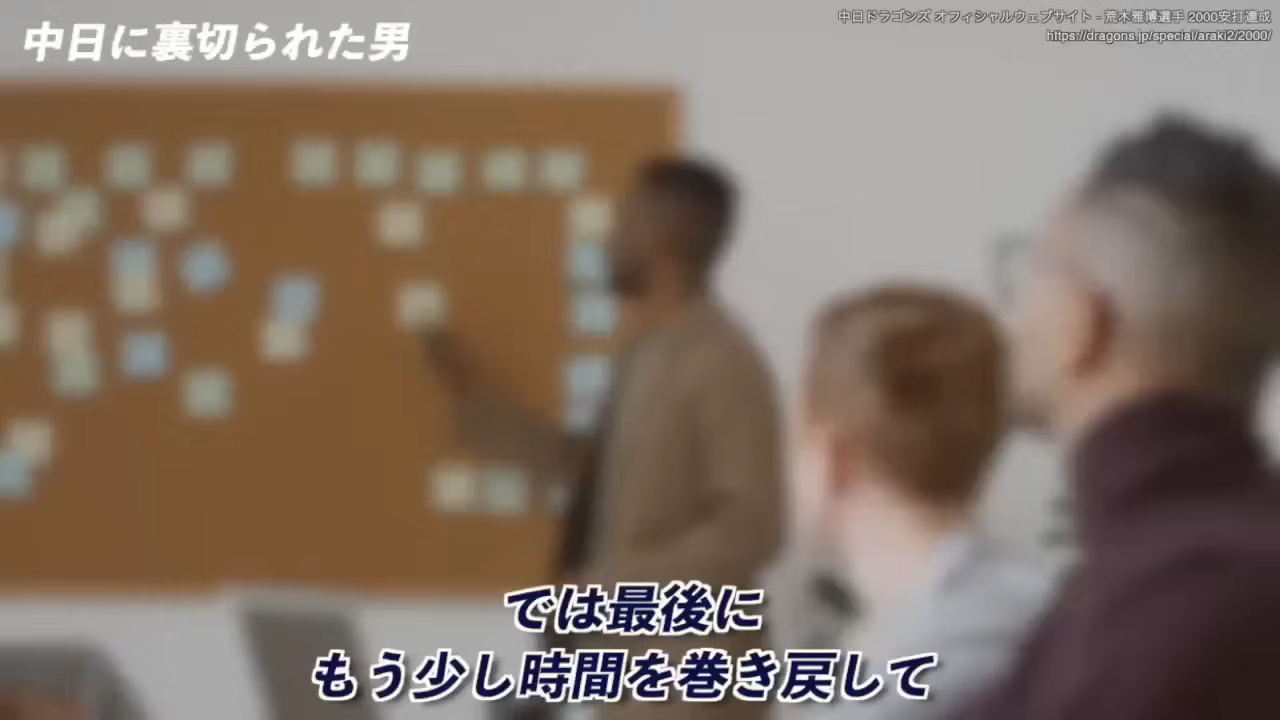 中日に裏切られた男
中日ドラゴンズ オフィシャルウェブサイト - 荒木雅博選手 2000安打達成
https://dragons.jp/special/araki2/2000/
では最後に
もう少し時間を巻き戻して